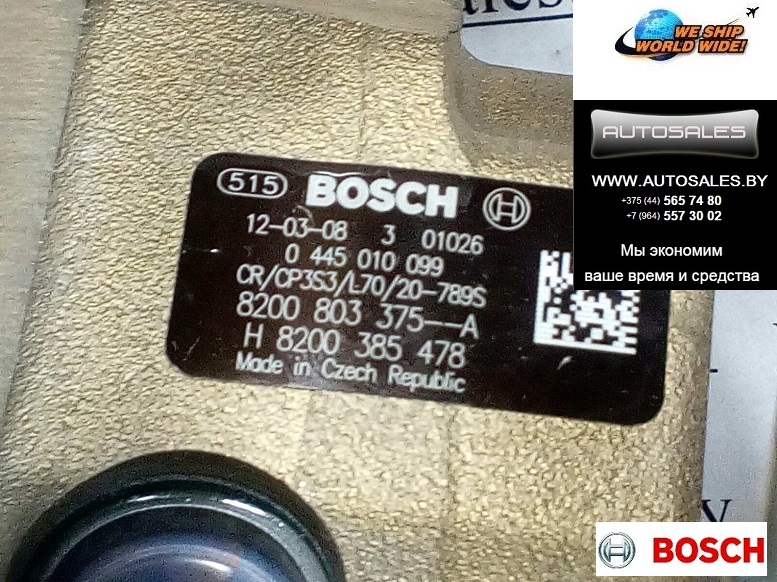 WE SHIP
WORLD WIDE!
AUTOSALES
WWW.AUTOSALES.BY
+375 (44) 565 74 80
+7 (964) 557 30 02
Мы экономим
ваше время и средства
515 BOSCH
12-03-08 3 01026
0 445 010 099
CR/CP3S3/L70/20-789S
8200 803 375--A
H 8200 385 478
Made in Czech Republic
BOSCH